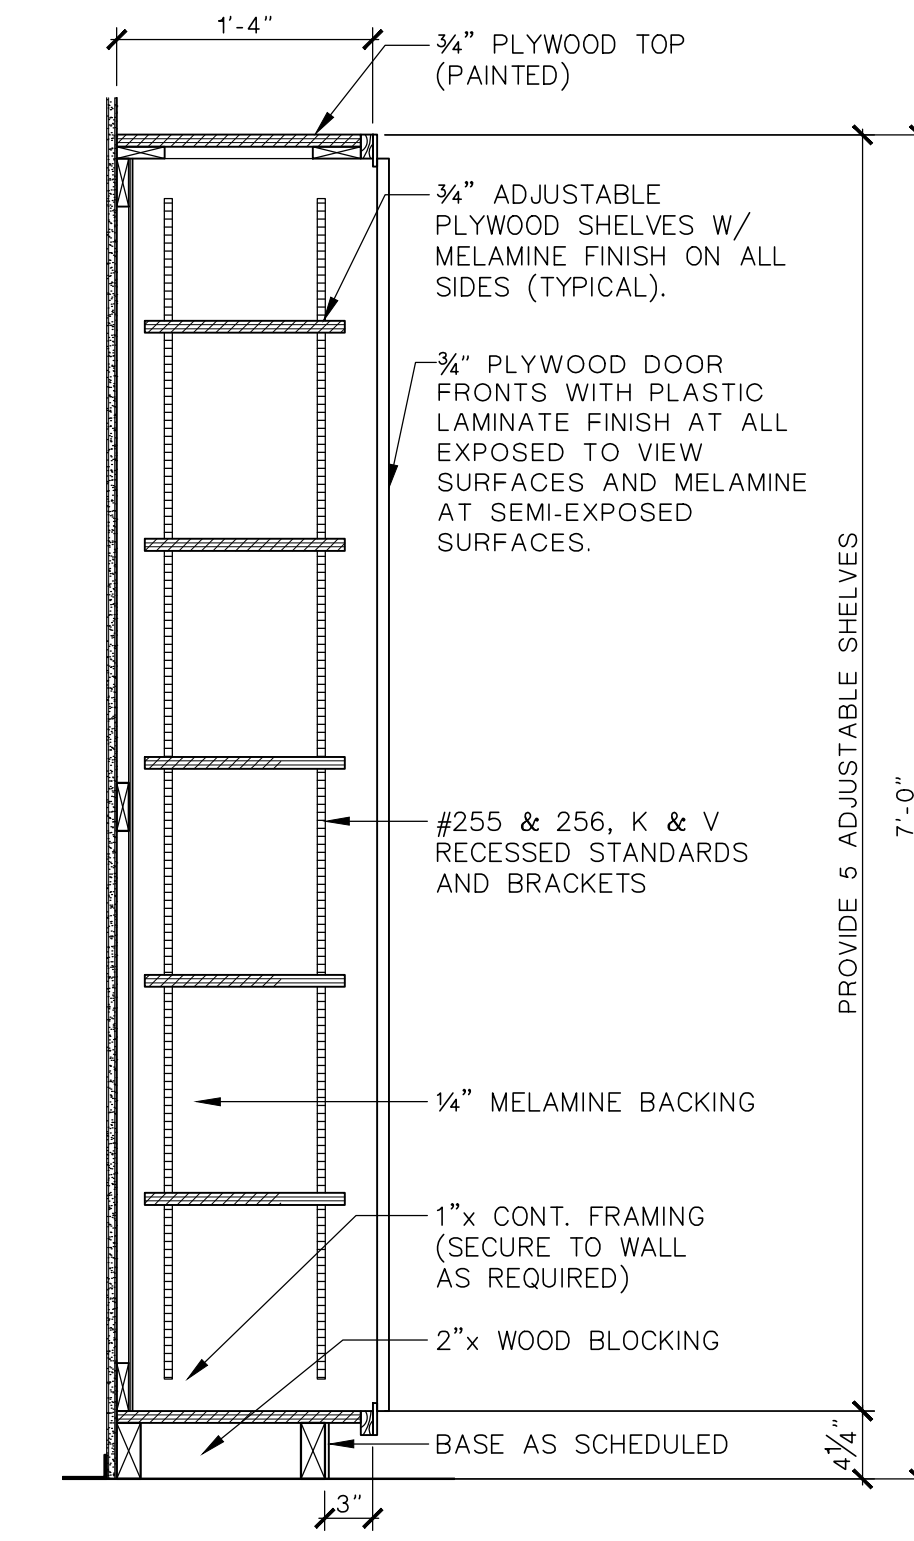 1'-4"
¾" PLYWOOD TOP
(PAINTED)
¾" ADJUSTABLE
PLYWOOD SHELVES W/
MELAMINE FINISH ON ALL
SIDES (TYPICAL).
¾" PLYWOOD DOOR
FRONTS WITH PLASTIC
LAMINATE FINISH AT ALL
EXPOSED TO VIEW
SURFACES AND MELAMINE
AT SEMI-EXPOSED
SURFACES.
PROVIDE 5 ADJUSTABLE SHELVES
7'-0"
#255 & 256, K & V
RECESSED STANDARDS
AND BRACKETS
¼" MELAMINE BACKING
1"x CONT. FRAMING
(SECURE TO WALL
AS REQUIRED)
2"x WOOD BLOCKING
BASE AS SCHEDULED
4¼"
3"